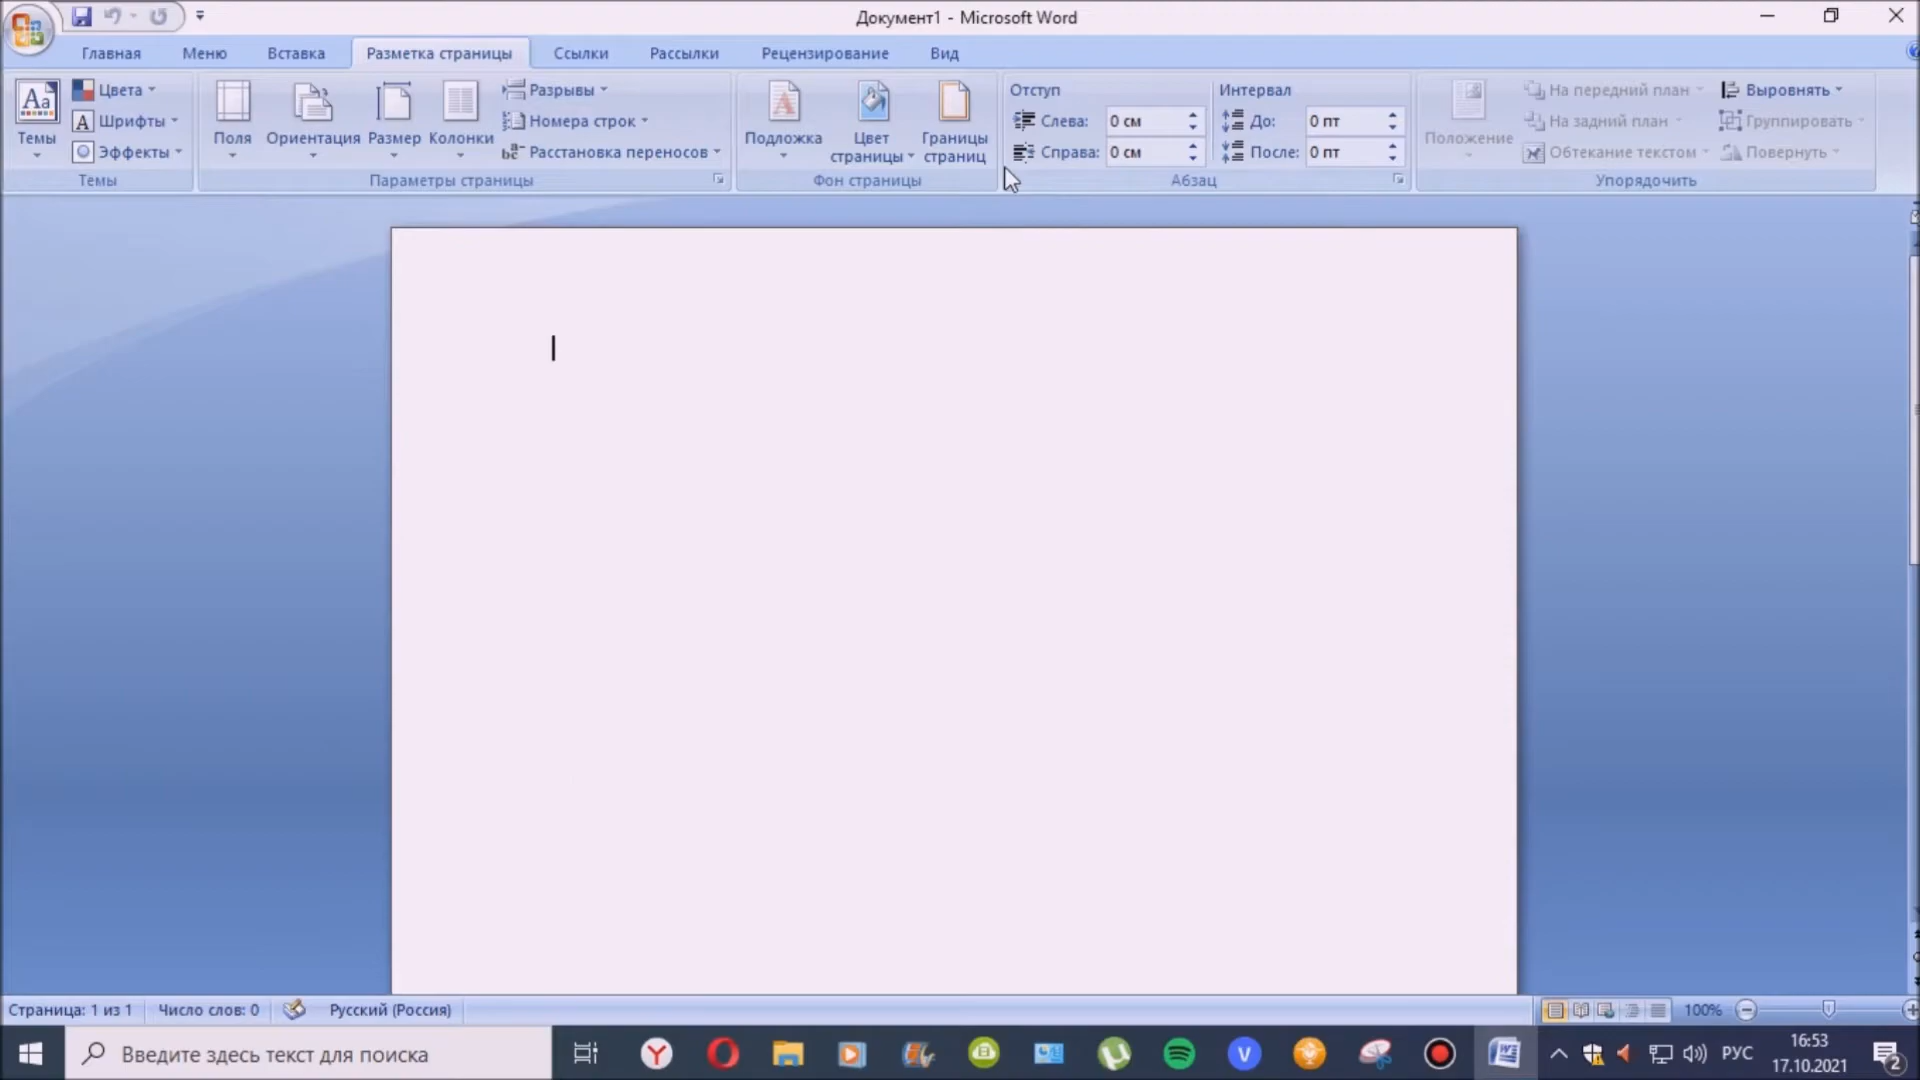 Документ1 - Microsoft Word
Главная Меню Вставка Разметка страницы Ссылки Рассылки Рецензирование Вид
Aa Темы
Цвета
Шрифты
Эффекты
Темы
Поля Ориентация Размер Колонки
Разрывы
Номера строк
Расстановка переносов
Параметры страницы
Подложка Цвет страницы Границы страниц
Фон страницы
Отступ
Слева: 0 см
Справа: 0 см
Интервал
До: 0 пт
После: 0 пт
Абзац
Положение
На передний план
На задний план
Обтекание текстом
Выровнять
Группировать
Повернуть
Упорядочить
Страница: 1 из 1 Число слов: 0 Русский (Россия) 100%
Введите здесь текст для поиска
РУС 16:53
17.10.2021 2